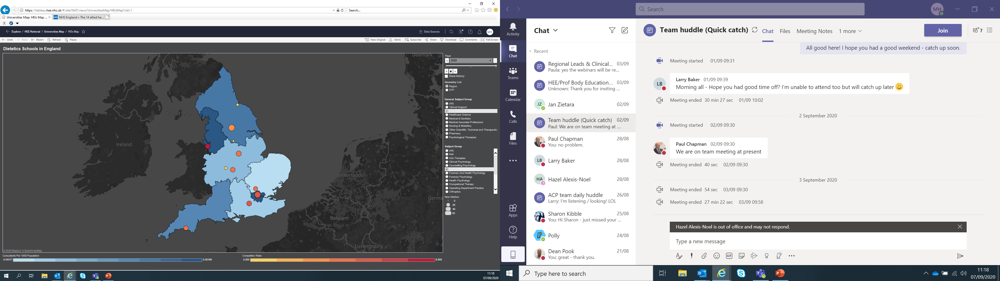 https://tableau.hee.nhs.uk/#/site/NAT/views/UniversitiesMap/HEIsMap?:iid=1
Search...
Universities Map: HEIs Map ...
NHS England » The 14 allied he...
Explore / HEE National / Universities Map / HEIs Map
Data Sources
MH
Undo
Redo
Revert
Refresh
Pause
View: Original
Alerts
Subscribe
Share
Download
Comments
Full Screen
Dietetics Schools in England
Denmark
Isle of Man
Ireland
Netherlands
Germa
Belgium
Luxembourg
Guernsey
© 2020 Mapbox © OpenStreetMap
Year
2019
Show history
Geometry List
Region
STP
General Subject Group
(All)
Clinical Support
Healthcare Science
Medical & Dentistry
Medical Associate Professions
Nursing & Midwifery
Other Scientific, Technical and Therapeutic
Pharmacy
Psychological Therapies
Subject Group
(All)
Null
Arts Therapies
Clinical Psychology
Counselling Psychology
Forensic And Health Psychology
Forensic Psychology
Health Psychology
Occupational Therapy
Operating Department Practice
Orthoptics
New Starters
0
20
40
61
Consultants Per 1000 Population
0.04317
0.08190
Competiton Ratio
0.000
8.600
11:18
07/09/2020
Search
MH
Activity
Chat
Teams
Calendar
Calls
Files
Apps
Help
Chat
Recent
Regional Leads & Clinical... 03/09
Paula: yes the webinars will be re...
HEE/Prof Body Education... 03/09
Unknown: Thank you for inviting ...
JZ
Jan Zietara 02/09
Team huddle (Quick catch) 02/09
Paul: We are on team meeting at ...
Paul Chapman 28/08
You: no problem.
LB
Larry Baker 28/08
HA
Hazel Alexis-Noel 28/08
ACP team daily huddle 26/08
Larry: I'm listening / looking! LOL
Sharon Kibble 25/08
You: Hi Sharon - just missed your ...
Polly 24/08
Dean Pook 21/08
You: great - thank you.
Team huddle (Quick catch)
Chat
Files
Meeting Notes
1 more
Join
7
All good here! I hope you had a good weekend - catch up soon.
Meeting started 01/09 09:31
LB
Larry Baker 01/09 09:39
Morning all - Hope you had good time off? I'm unable to attend too but will catch up later
Meeting ended 30 min 27 sec 01/09 10:02
2 September 2020
Meeting started 02/09 09:30
Paul Chapman 02/09 09:30
We are on team meeting at present
Meeting ended 40 sec 02/09 09:30
3 September 2020
Meeting ended 54 sec 03/09 09:30
Meeting ended 27 min 22 sec 03/09 09:58
Hazel Alexis-Noel is out of office and may not respond.
Type a new message
GIF
Type here to search
11:18
07/09/2020